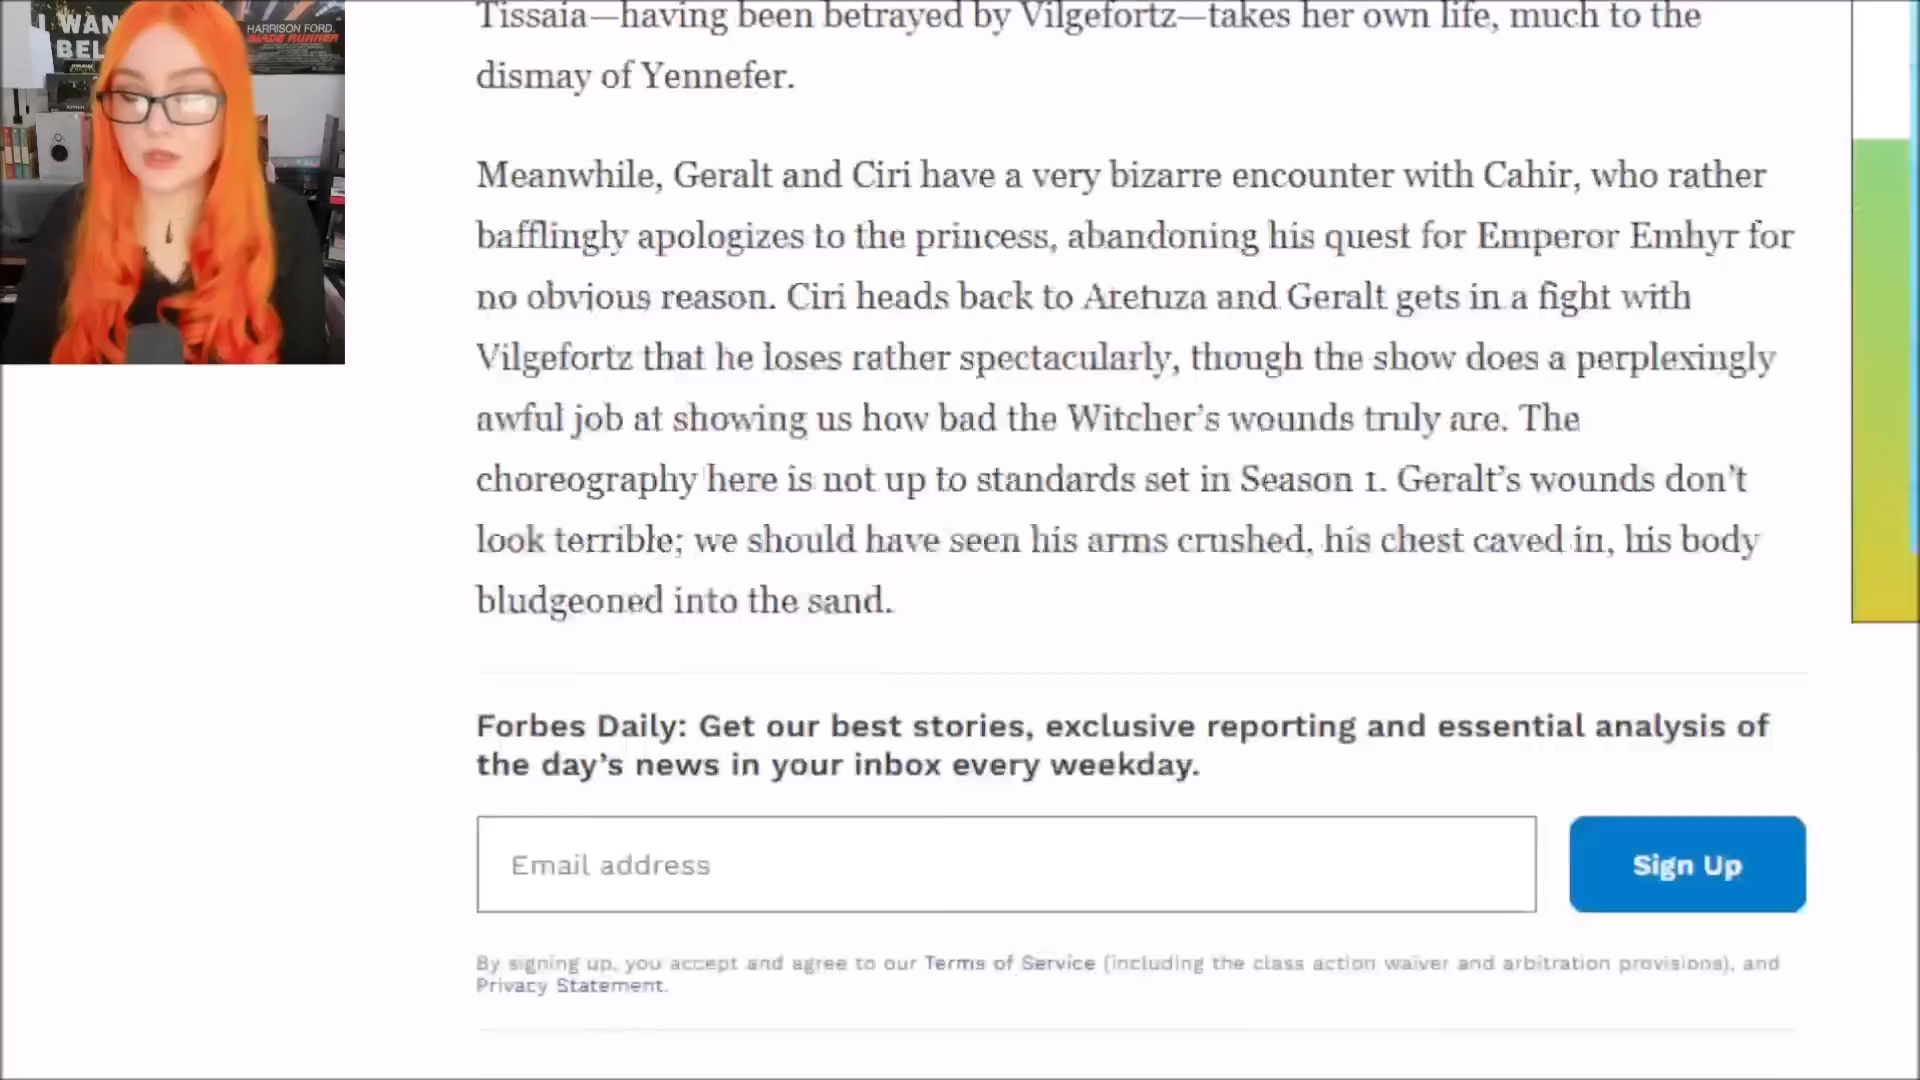 I WAN
BEL
HARRISON FORD
BLADE RUNNER
Tissaia—having been betrayed by Vilgefortz—takes her own life, much to the
dismay of Yennefer.
Meanwhile, Geralt and Ciri have a very bizarre encounter with Cahir, who rather
bafflingly apologizes to the princess, abandoning his quest for Emperor Emhyr for
no obvious reason. Ciri heads back to Aretuza and Geralt gets in a fight with
Vilgefortz that he loses rather spectacularly, though the show does a perplexingly
awful job at showing us how bad the Witcher’s wounds truly are. The
choreography here is not up to standards set in Season 1. Geralt’s wounds don’t
look terrible; we should have seen his arms crushed, his chest caved in, his body
bludgeoned into the sand.
Forbes Daily: Get our best stories, exclusive reporting and essential analysis of
the day’s news in your inbox every weekday.
Email address
Sign Up
By signing up, you accept and agree to our Terms of Service (including the class action waiver and arbitration provisions), and
Privacy Statement.